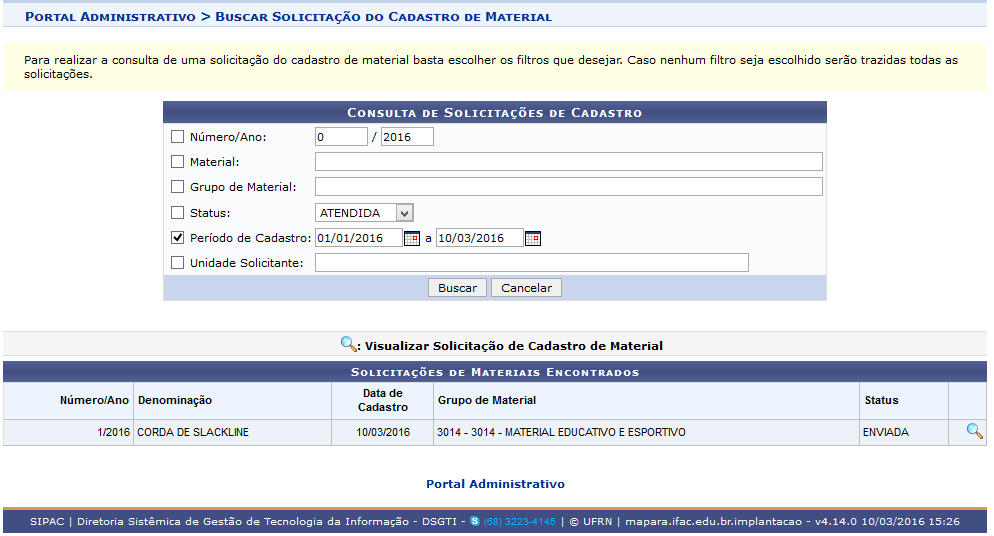 Portal Administrativo > Buscar Solicitação do Cadastro de Material
Para realizar a consulta de uma solicitação do cadastro de material basta escolher os filtros que desejar. Caso nenhum filtro seja escolhido serão trazidas todas as
solicitações.
Consulta de Solicitações de Cadastro
Número/Ano: 0 / 2016
Material:
Grupo de Material:
Status: ATENDIDA
Período de Cadastro: 01/01/2016 a 10/03/2016
Unidade Solicitante:
Buscar Cancelar
: Visualizar Solicitação de Cadastro de Material
Solicitações de Materiais Encontrados
Número/Ano Denominação Data de Cadastro Grupo de Material Status
1/2016 CORDA DE SLACKLINE 10/03/2016 3014 - 3014 - MATERIAL EDUCATIVO E ESPORTIVO ENVIADA
Portal Administrativo
SIPAC | Diretoria Sistêmica de Gestão de Tecnologia da Informação - DSGTI - (68) 3223-4145 | © UFRN | mapara.ifac.edu.br.implantacao - v4.14.0 10/03/2016 15:26